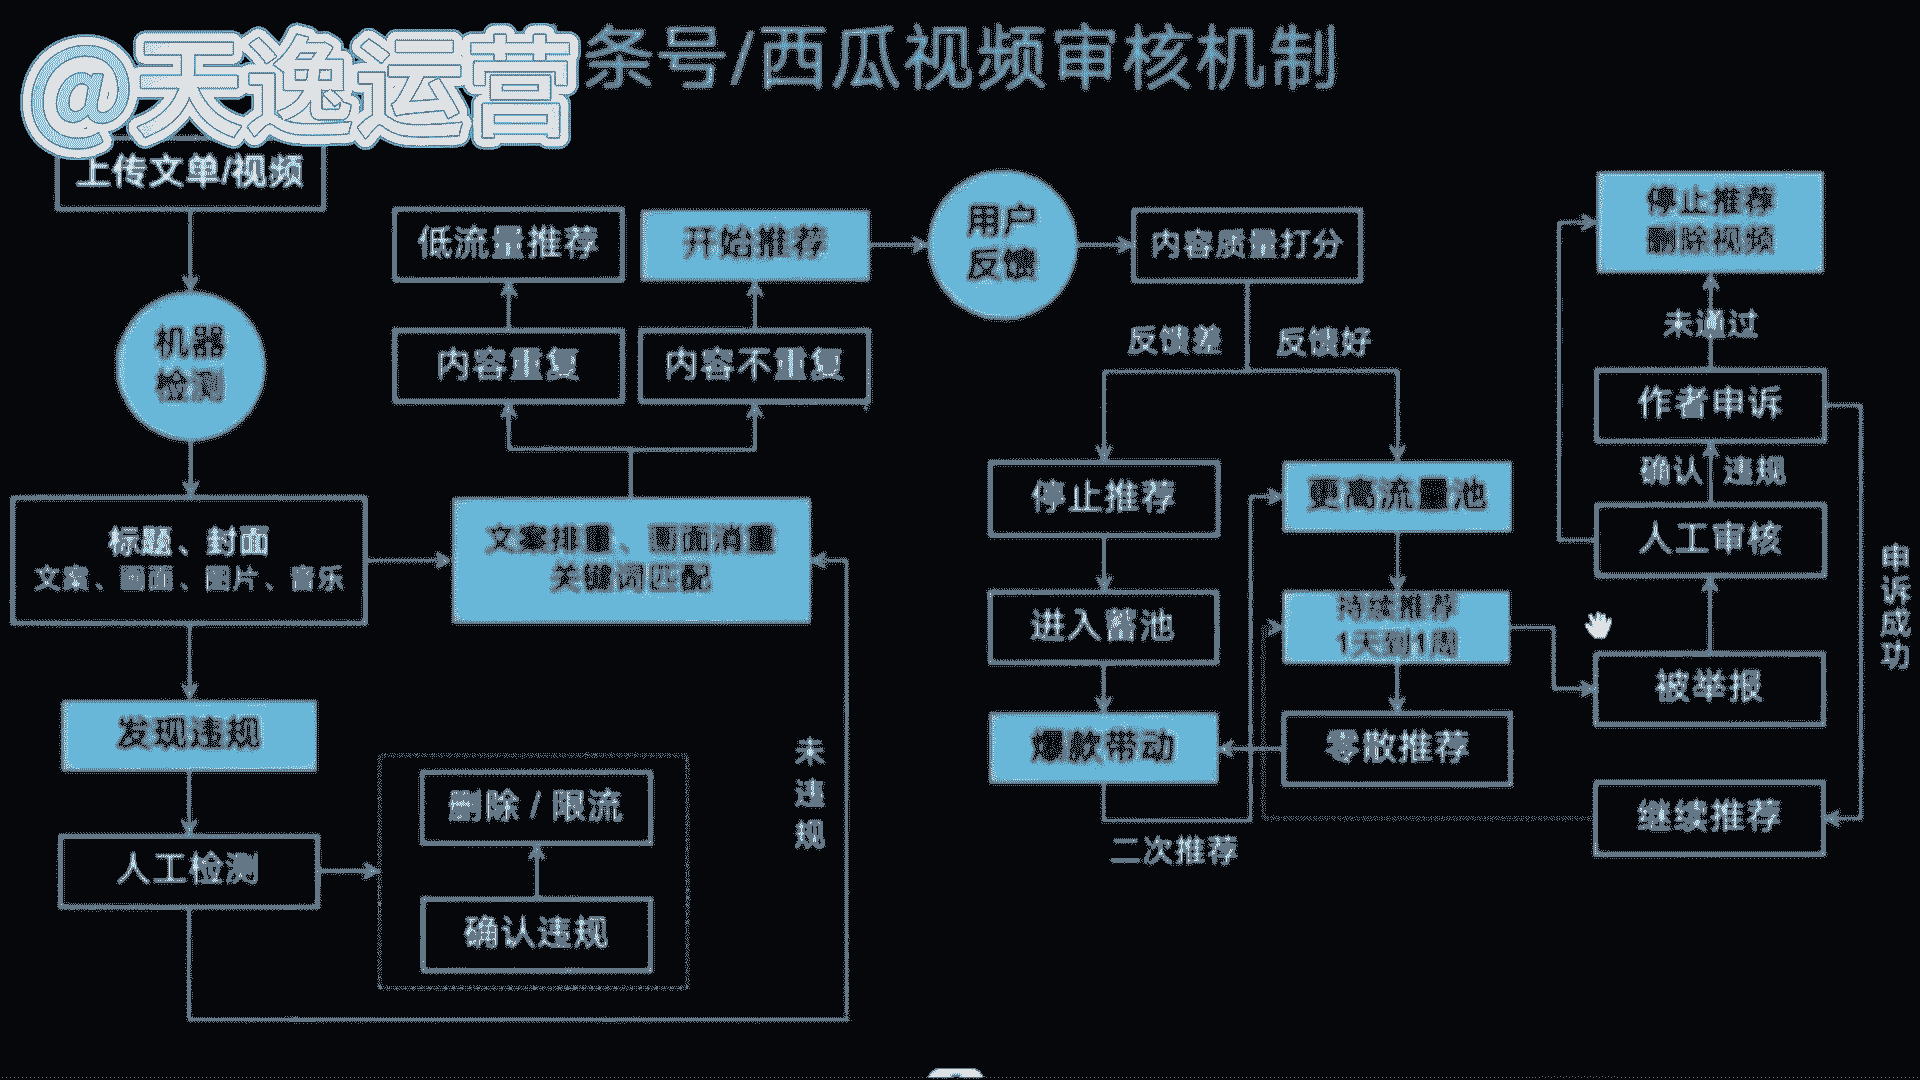 @天逸运营
条号/西瓜视频审核机制
上传文单/视频
机器
检测
标题、封面
文案、画面、图片、音乐
发现违规
人工检测
删除/限流
确认违规
未违规
低流量推荐
开始推荐
内容重复
内容不重复
文案排重、画面消重
关键词匹配
用户
反馈
内容质量打分
反馈差
反馈好
停止推荐
更高流量池
进入蓄池
持续推荐
1天到1周
爆款带动
零散推荐
二次推荐
停止推荐
删除视频
未通过
作者申诉
确认 违规
人工审核
被举报
继续推荐
申诉成功